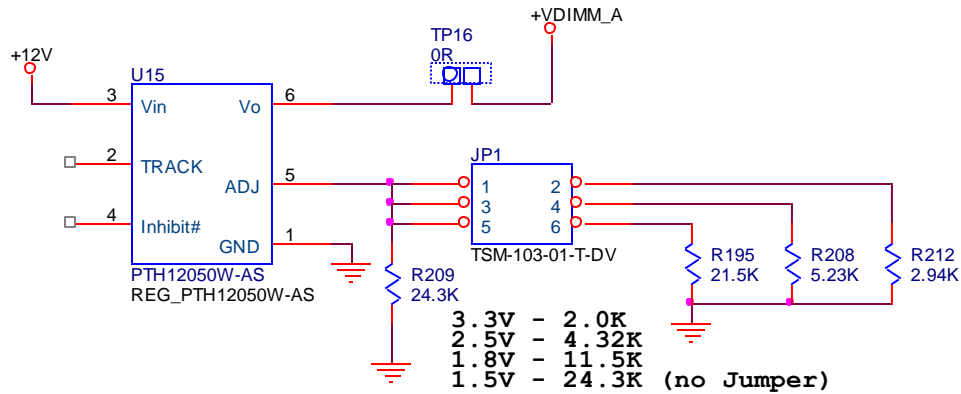 +VDIMM_A
TP16
0R
+12V
U15
3 Vin Vo 6
2 TRACK
ADJ 5
4 Inhibit#
GND 1
PTH12050W-AS
REG_PTH12050W-AS
JP1
1 2
3 4
5 6
TSM-103-01-T-DV
R209
24.3K
R195
21.5K
R208
5.23K
R212
2.94K
3.3V - 2.0K
2.5V - 4.32K
1.8V - 11.5K
1.5V - 24.3K (no Jumper)